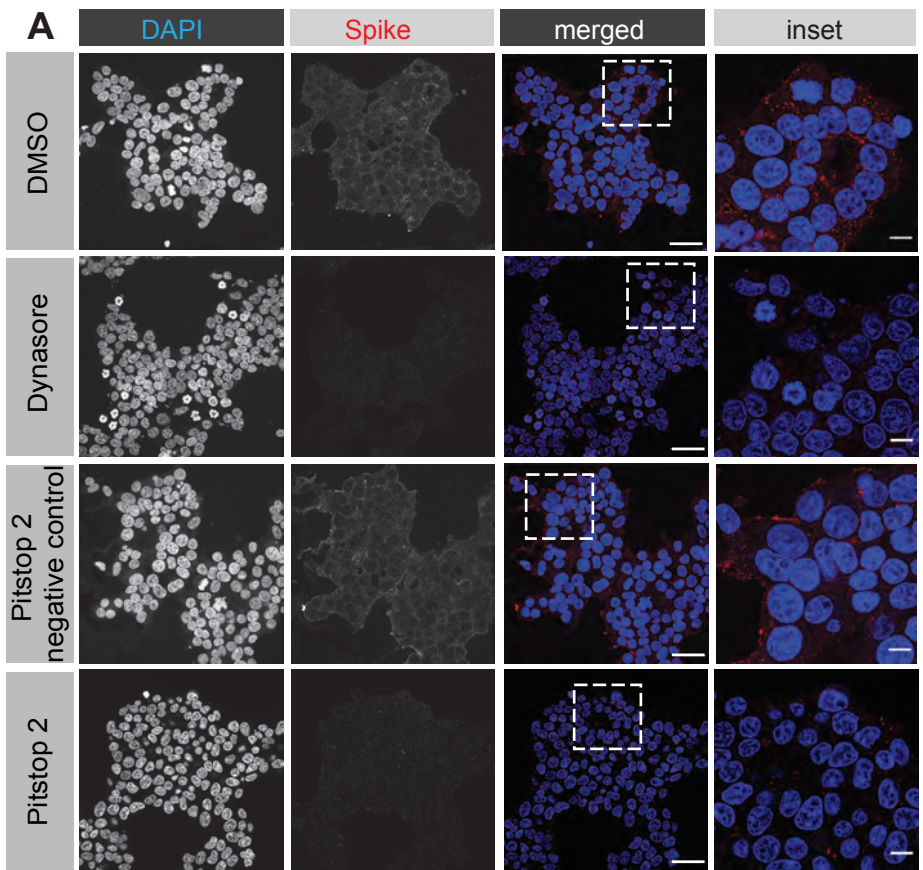 A
DAPI
Spike
merged
inset
DMSO
Dynasore
Pitstop 2
negative control
Pitstop 2